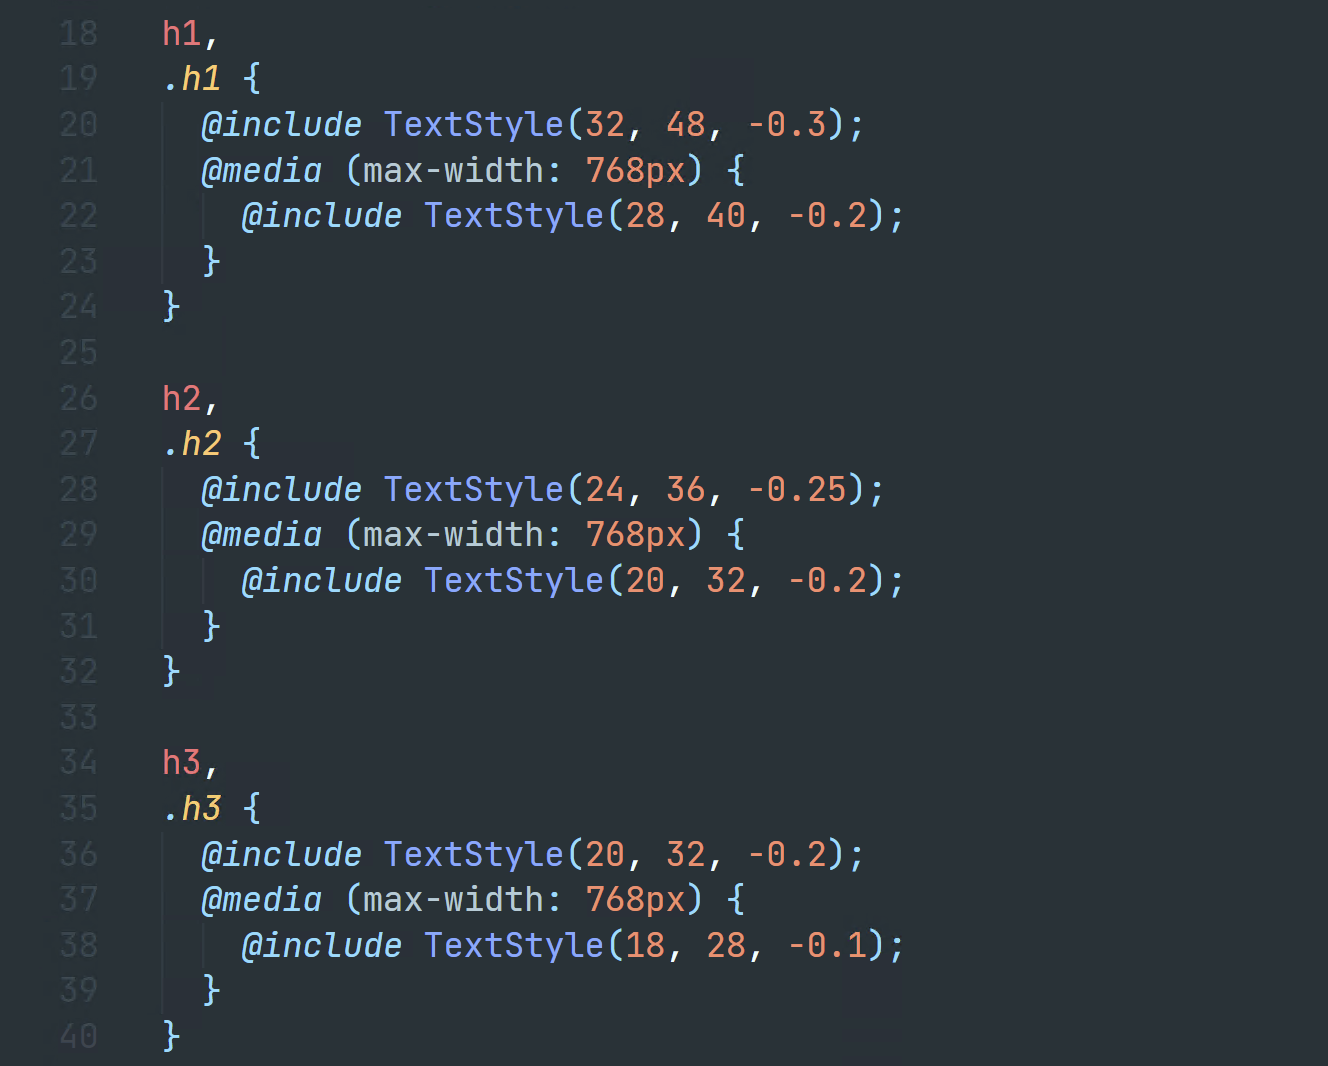 18 h1,
19 .h1 {
20 @include TextStyle(32, 48, -0.3);
21 @media (max-width: 768px) {
22 @include TextStyle(28, 40, -0.2);
23 }
24 }
25
26 h2,
27 .h2 {
28 @include TextStyle(24, 36, -0.25);
29 @media (max-width: 768px) {
30 @include TextStyle(20, 32, -0.2);
31 }
32 }
33
34 h3,
35 .h3 {
36 @include TextStyle(20, 32, -0.2);
37 @media (max-width: 768px) {
38 @include TextStyle(18, 28, -0.1);
39 }
40 }